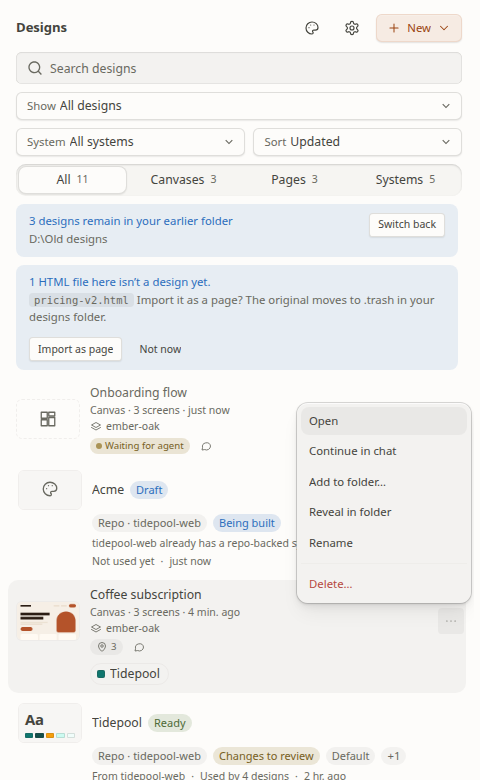 Designs
New
Search designs
Show All designs
System All systems
Sort Updated
All 11
Canvases 3
Pages 3
Systems 5
3 designs remain in your earlier folder
D:\Old designs
Switch back
1 HTML file here isn't a design yet.
pricing-v2.html Import it as a page? The original moves to .trash in your
designs folder.
Import as page
Not now
Onboarding flow
Canvas · 3 screens · just now
ember-oak
Waiting for agent
Acme Draft
Repo · tidepool-web Being built
tidepool-web already has a repo-backed s
Not used yet · just now
Open
Continue in chat
Add to folder...
Reveal in folder
Rename
Delete...
Coffee subscription
Canvas · 3 screens · 4 min. ago
ember-oak
3
Tidepool
Aa
Tidepool Ready
Repo · tidepool-web Changes to review Default +1
From tidepool-web · Used by 4 designs · 2 hr. ago